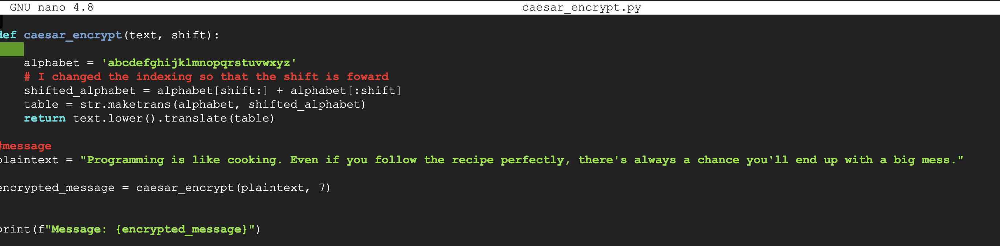 GNU nano 4.8 caesar_encrypt.py
def caesar_encrypt(text, shift):
alphabet = 'abcdefghijklmnopqrstuvwxyz'
# I changed the indexing so that the shift is foward
shifted_alphabet = alphabet[shift:] + alphabet[:shift]
table = str.maketrans(alphabet, shifted_alphabet)
return text.lower().translate(table)
#message
plaintext = "Programming is like cooking. Even if you follow the recipe perfectly, there's always a chance you'll end up with a big mess."
encrypted_message = caesar_encrypt(plaintext, 7)
print(f"Message: {encrypted_message}")